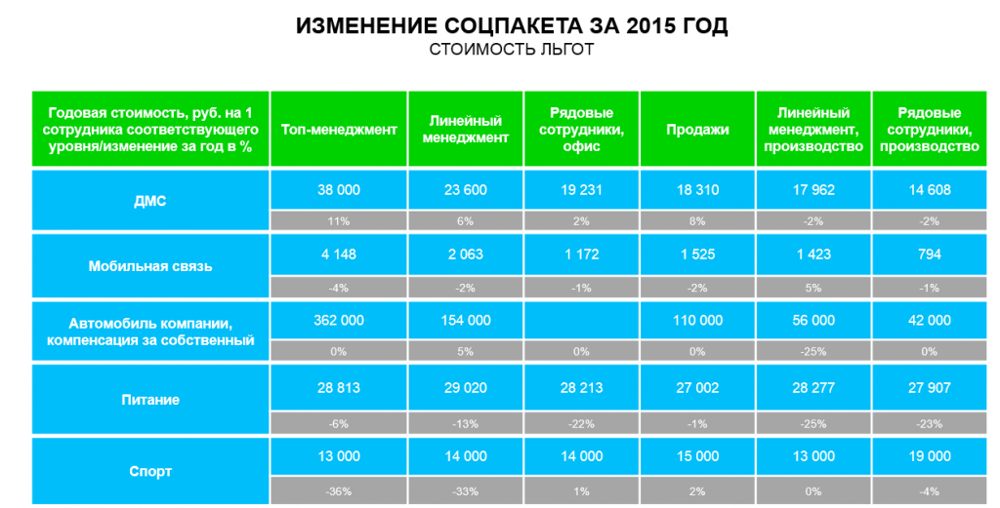 ИЗМЕНЕНИЕ СОЦПАКЕТА ЗА 2015 ГОД
СТОИМОСТЬ ЛЬГОТ
Годовая стоимость, руб. на 1
сотрудника соответствующего
уровня/изменение за год в %
Топ-менеджмент
Линейный
менеджмент
Рядовые
сотрудники,
офис
Продажи
Линейный
менеджмент,
производство
Рядовые
сотрудники,
производство
ДМС
38 000 23 600 19 231 18 310 17 962 14 608
11% 6% 2% 8% -2% -2%
Мобильная связь
4 148 2 063 1 172 1 525 1 423 794
-4% -2% -1% -2% 5% -1%
Автомобиль компании,
компенсация за собственный
362 000 154 000 110 000 56 000 42 000
0% 5% 0% 0% -25% 0%
Питание
28 813 29 020 28 213 27 002 28 277 27 907
-6% -13% -22% -1% -25% -23%
Спорт
13 000 14 000 14 000 15 000 13 000 19 000
-36% -33% 1% 2% 0% -4%